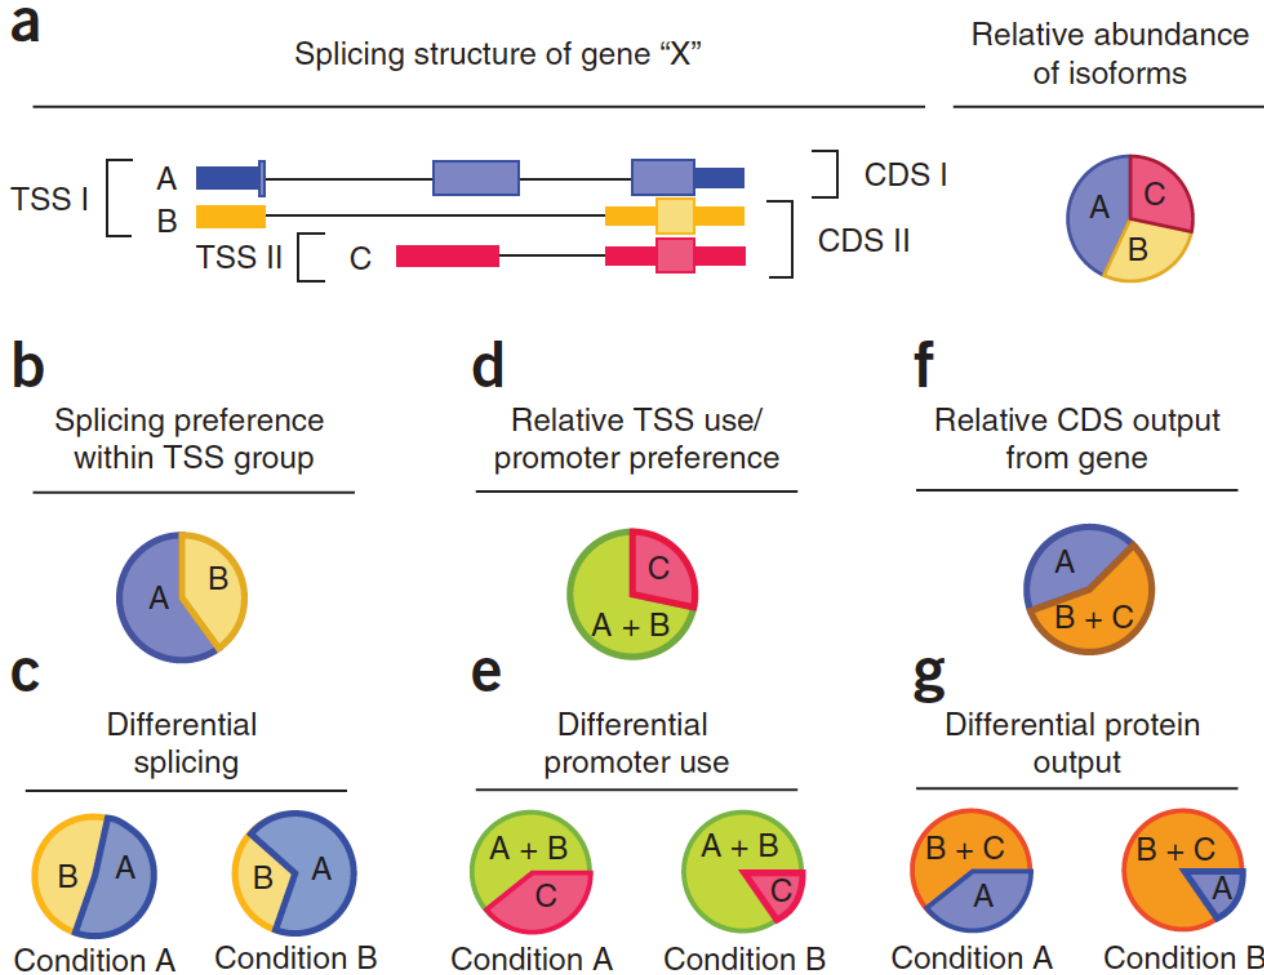 a
Splicing structure of gene “X”
Relative abundance
of isoforms
TSS I
A
B
TSS II
C
CDS I
CDS II
A
C
B
b
Splicing preference
within TSS group
A
B
d
Relative TSS use/
promoter preference
C
A + B
f
Relative CDS output
from gene
A
B + C
c
Differential
splicing
B
A
B
A
Condition A
Condition B
e
Differential
promoter use
A + B
C
A + B
C
Condition A
Condition B
g
Differential protein
output
B + C
A
B + C
A
Condition A
Condition B